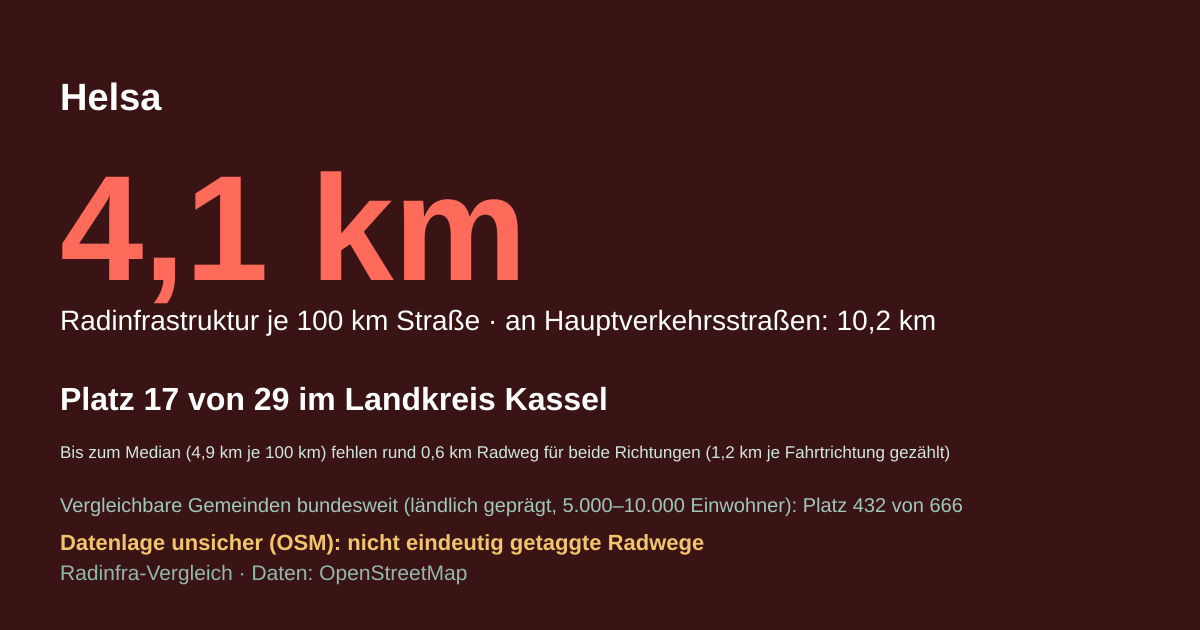 Helsa
4,1 km
Radinfrastruktur je 100 km Straße · an Hauptverkehrsstraßen: 10,2 km
Platz 17 von 29 im Landkreis Kassel
Bis zum Median (4,9 km je 100 km) fehlen rund 0,6 km Radweg für beide Richtungen (1,2 km je Fahrtrichtung gezählt)
Vergleichbare Gemeinden bundesweit (ländlich geprägt, 5.000–10.000 Einwohner): Platz 432 von 666
Datenlage unsicher (OSM): nicht eindeutig getaggte Radwege
Radinfra-Vergleich · Daten: OpenStreetMap